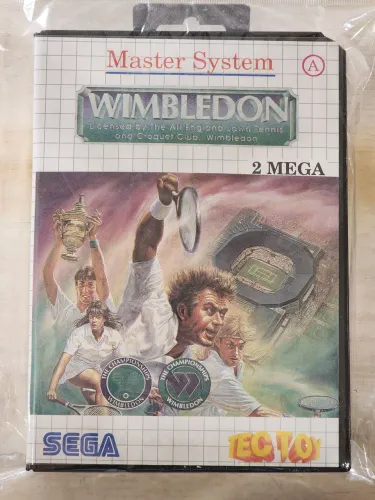 Master System
A
WIMBLEDON
Licensed by The All England Lawn Tennis
and Croquet Club, Wimbledon
2 MEGA
THE CHAMPIONSHIPS
WIMBLEDON
THE CHAMPIONSHIPS
WIMBLEDON
SEGA
TEC TOY